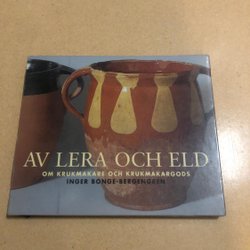 AV LERA OCH ELD
OM KRUKMAKARE OCH KRUKMAKARGODS
INGER BONGE-BERGENGREN